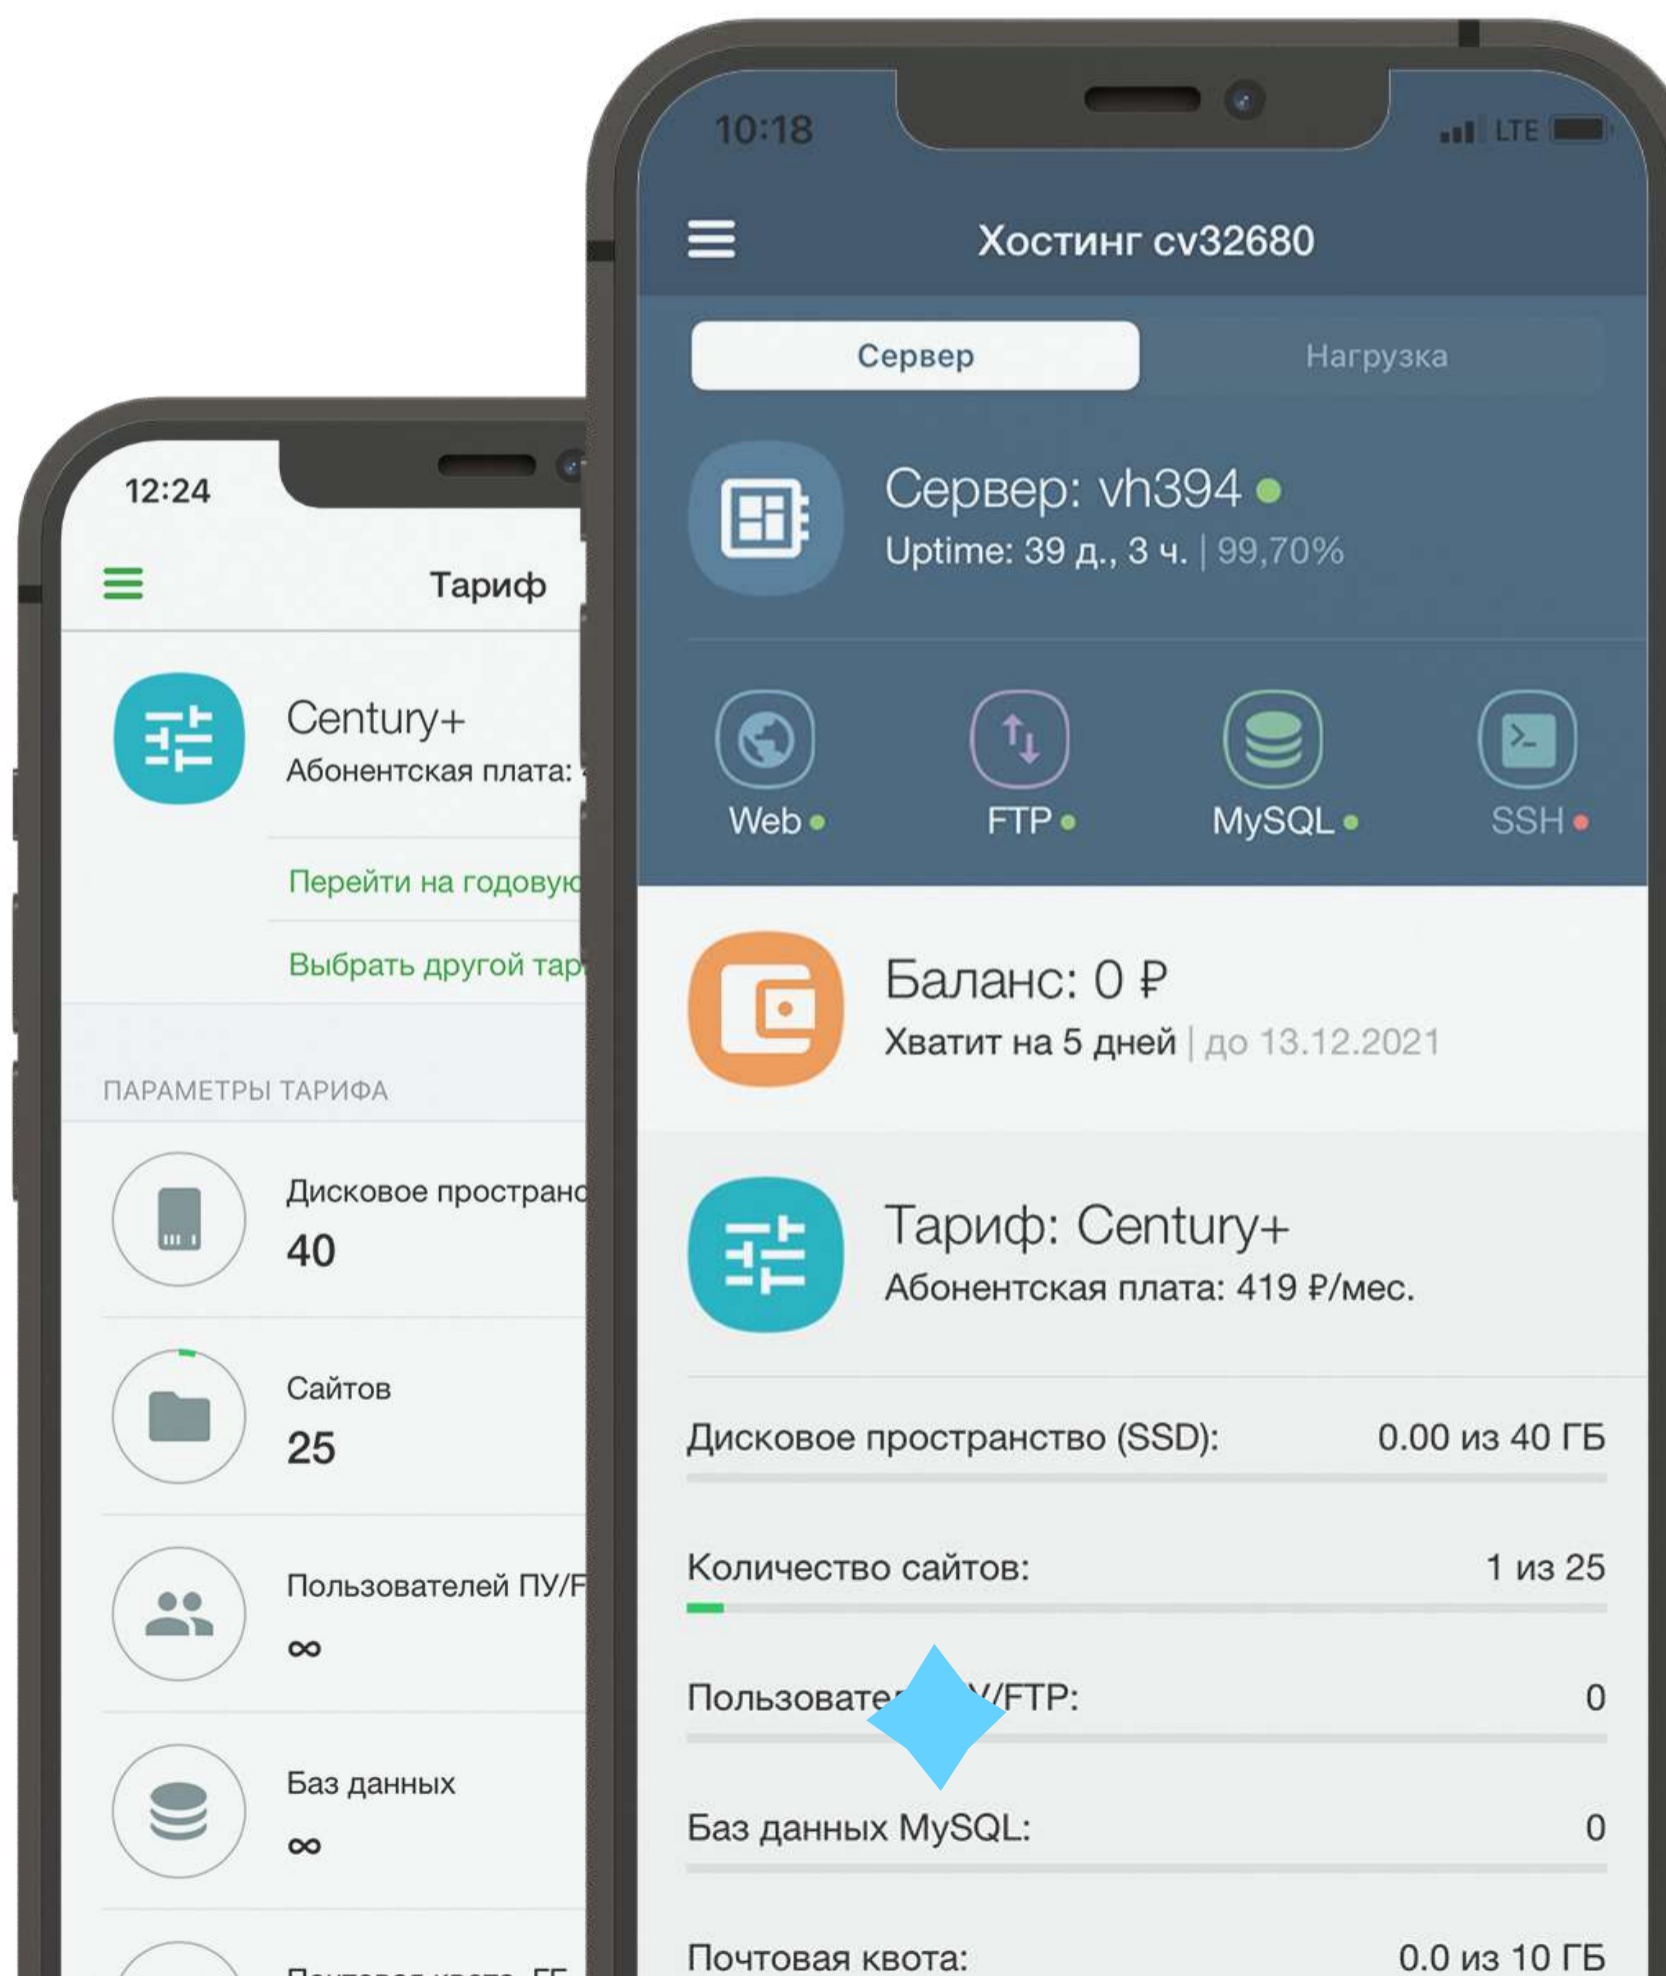 12:24
Тариф
Century+
Абонентская плата:
Перейти на годовую
Выбрать другой тар
ПАРАМЕТРЫ ТАРИФА
Дисковое пространс
40
Сайтов
25
Пользователей ПУ/F
∞
Баз данных
∞
10:18
LTE
Хостинг cv32680
Сервер
Нагрузка
Сервер: vh394
Uptime: 39 д., 3 ч. | 99,70%
Web
FTP
MySQL
SSH
Баланс: 0 ₽
Хватит на 5 дней | до 13.12.2021
Тариф: Century+
Абонентская плата: 419 ₽/мес.
Дисковое пространство (SSD): 0.00 из 40 ГБ
Количество сайтов: 1 из 25
/FTP: 0
Баз данных MySQL: 0
Почтовая квота: 0.0 из 10 ГБ